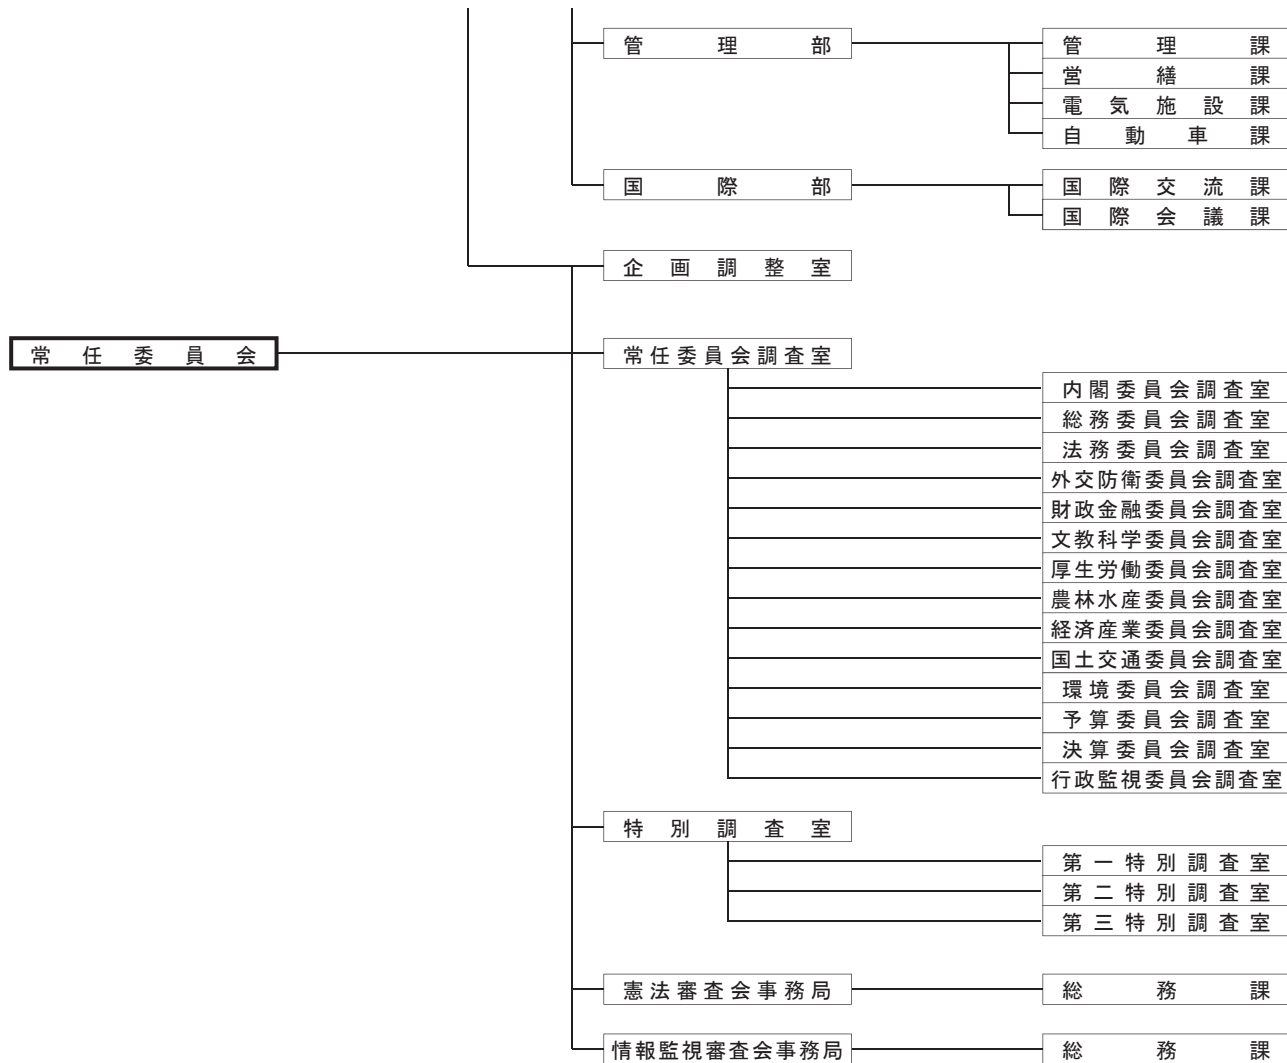 管理部
管理課
営繕課
電気施設課
自動車課
国際部
国際交流課
国際会議課
企画調整室
常任委員会
常任委員会調査室
内閣委員会調査室
総務委員会調査室
法務委員会調査室
外交防衛委員会調査室
財政金融委員会調査室
文教科学委員会調査室
厚生労働委員会調査室
農林水産委員会調査室
経済産業委員会調査室
国土交通委員会調査室
環境委員会調査室
予算委員会調査室
決算委員会調査室
行政監視委員会調査室
特別調査室
第一特別調査室
第二特別調査室
第三特別調査室
憲法審査会事務局
総務課
情報監視審査会事務局
総務課